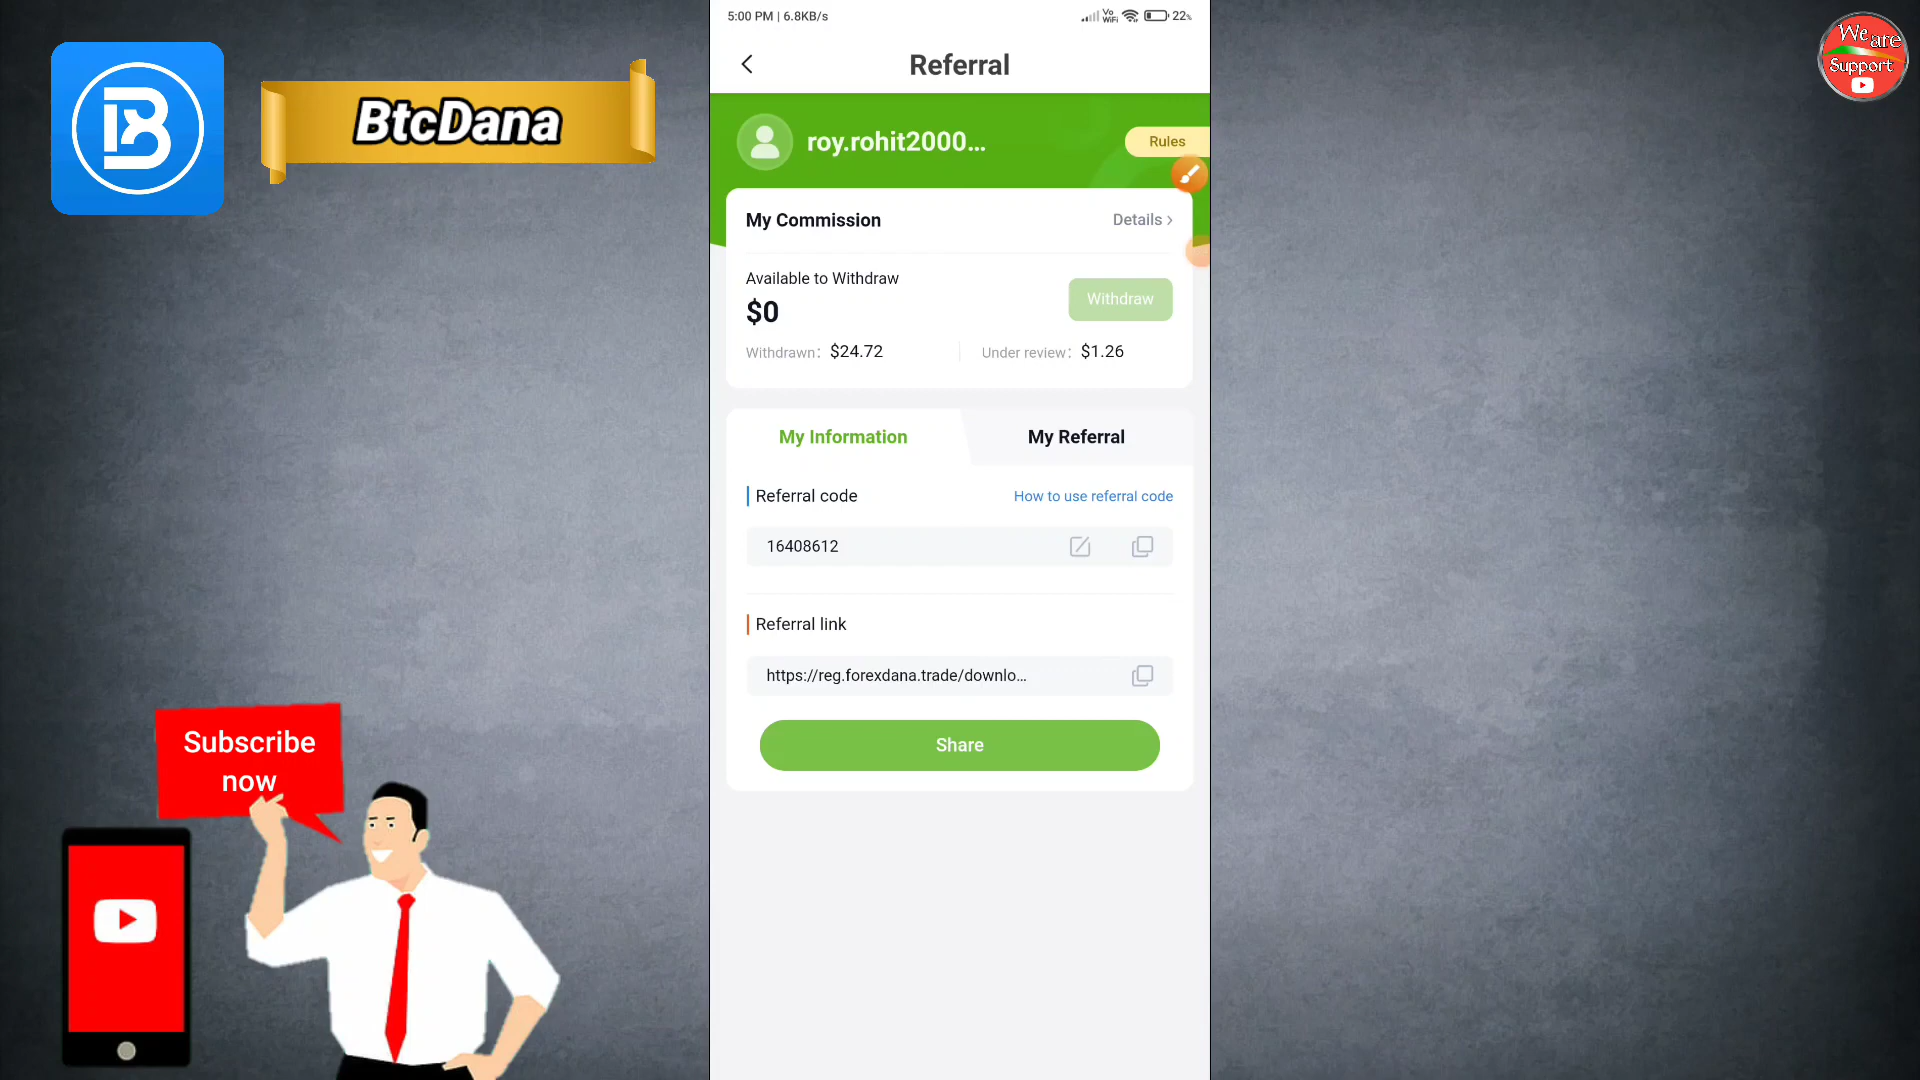 5:00 PM | 6.8KB/s
Vo
WiFi
22%
We are
Support
Referral
BtcDana
roy.rohit2000...
Rules
My Commission
Details >
Available to Withdraw
$0
Withdraw
Withdrawn: $24.72
Under review: $1.26
My Information
My Referral
Referral code
How to use referral code
16408612
Referral link
https://reg.forexdana.trade/downlo...
Share
Subscribe
now